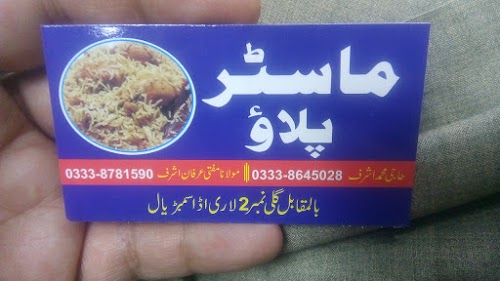 ماسٹر
پلاؤ
حاجی محمد اشرف 0333-8645028 مولانا مفتی عرفان اشرف 0333-8781590
بالمقابل گلی نمبر 2 لاری اڈا سمبڑیال